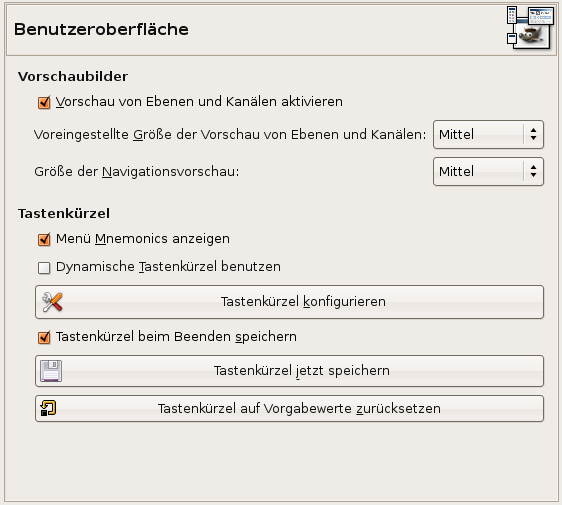 Benutzeroberfläche
Vorschaubilder
Vorschau von Ebenen und Kanälen aktivieren
Voreingestellte Größe der Vorschau von Ebenen und Kanälen: Mittel
Größe der Navigationsvorschau: Mittel
Tastenkürzel
Menü Mnemonics anzeigen
Dynamische Tastenkürzel benutzen
Tastenkürzel konfigurieren
Tastenkürzel beim Beenden speichern
Tastenkürzel jetzt speichern
Tastenkürzel auf Vorgabewerte zurücksetzen